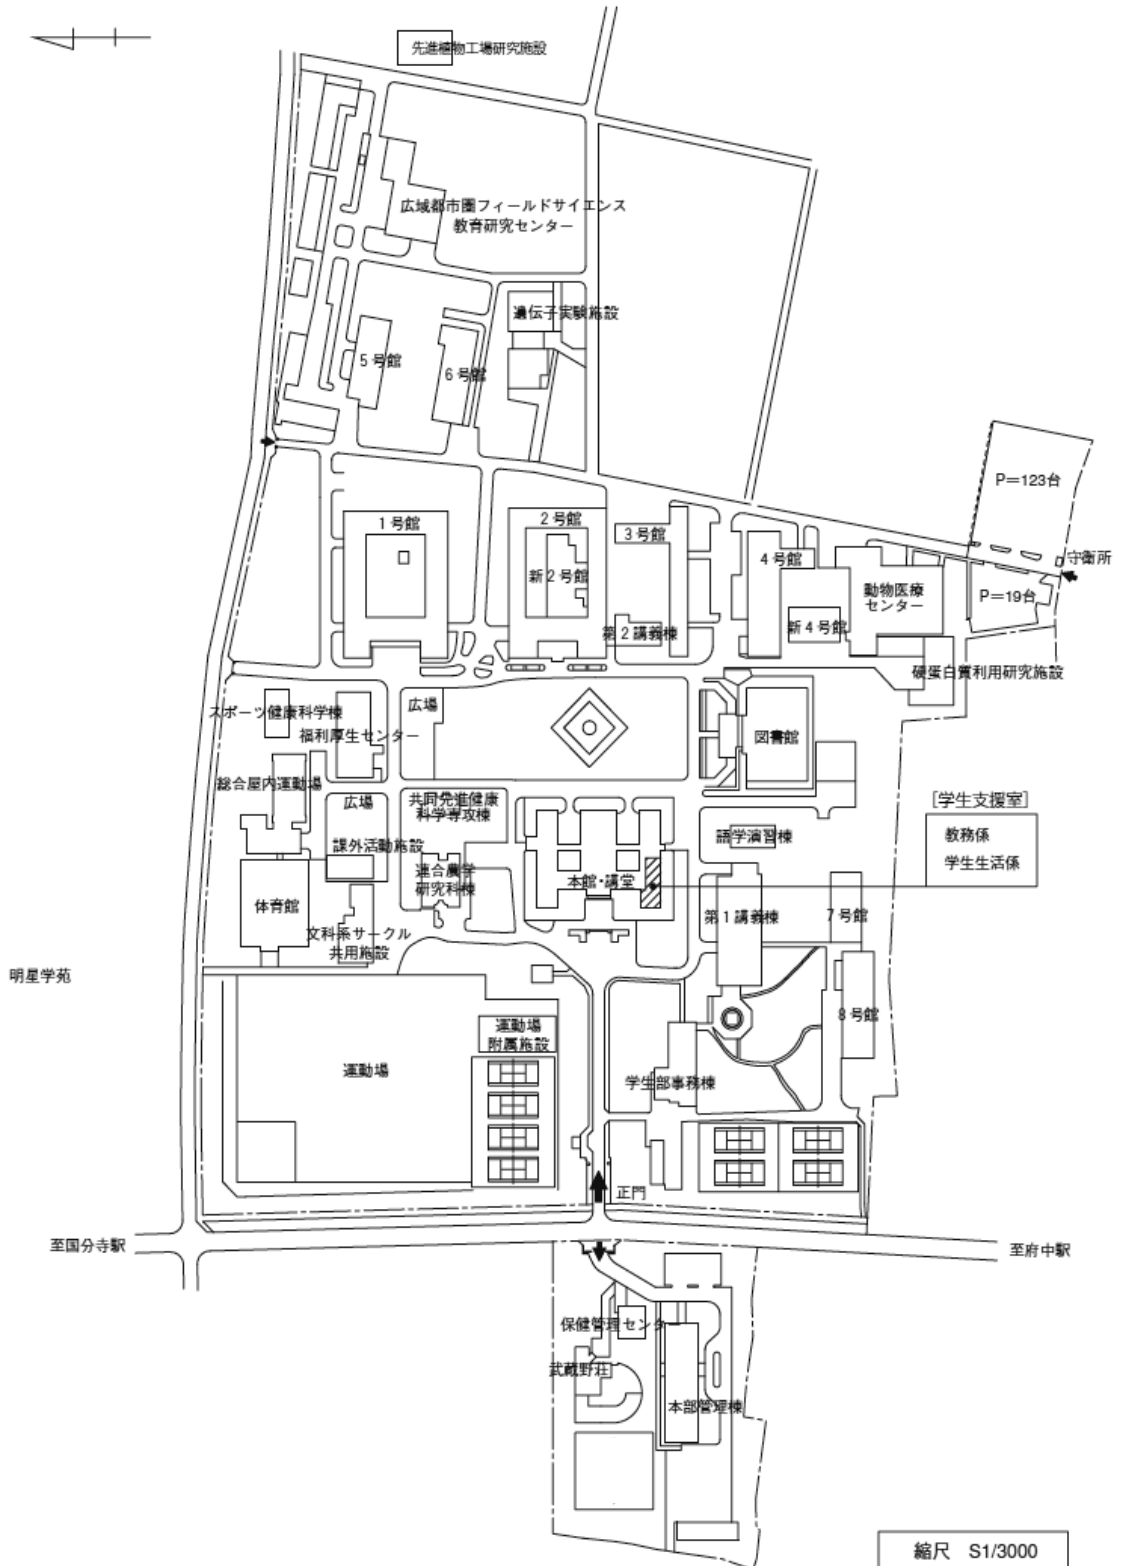 先進植物工場研究施設
広域都市圏フィールドサイエンス
教育研究センター
遺伝子実験施設
5号館
6号館
P=123台
1号館
2号館
3号館
4号館
守衛所
新2号館
動物医療
センター
P=19台
第2講義棟
新4号館
硬蛋白質利用研究施設
スポーツ健康科学棟
広場
福利厚生センター
図書館
総合屋内運動場
広場
共同先進健康
科学専攻棟
[学生支援室]
教務係
学生生活係
語学演習棟
課外活動施設
連合農学
研究科棟
本館・講堂
体育館
第1講義棟
7号館
文科系サークル
共用施設
明星学苑
8号館
運動場
附属施設
運動場
学生部事務棟
正門
至国分寺駅
至府中駅
保健管理センター
武蔵野荘
本部管理棟
縮尺 S1/3000